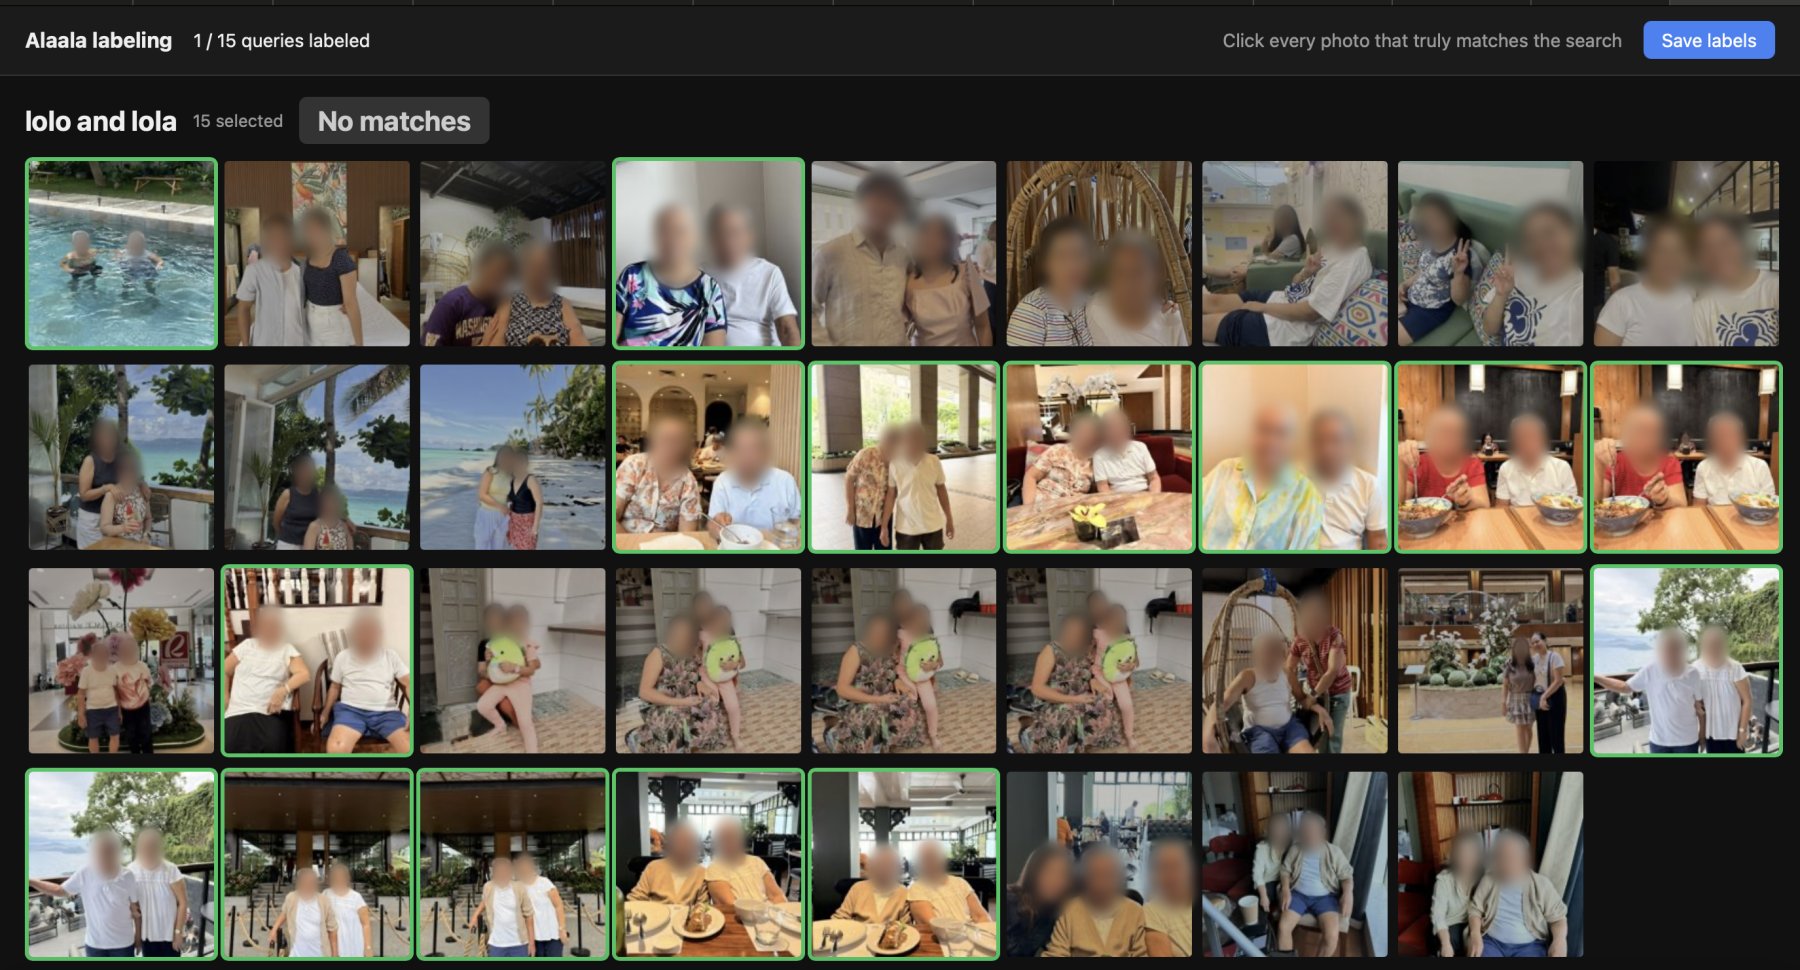 Alaala labeling 1 / 15 queries labeled Click every photo that truly matches the search Save labels
lolo and lola 15 selected No matches